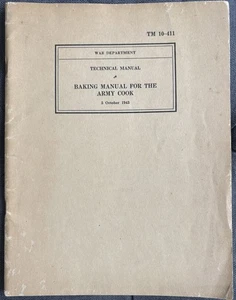 TM 10-411
WAR DEPARTMENT
TECHNICAL MANUAL
BAKING MANUAL FOR THE
ARMY COOK